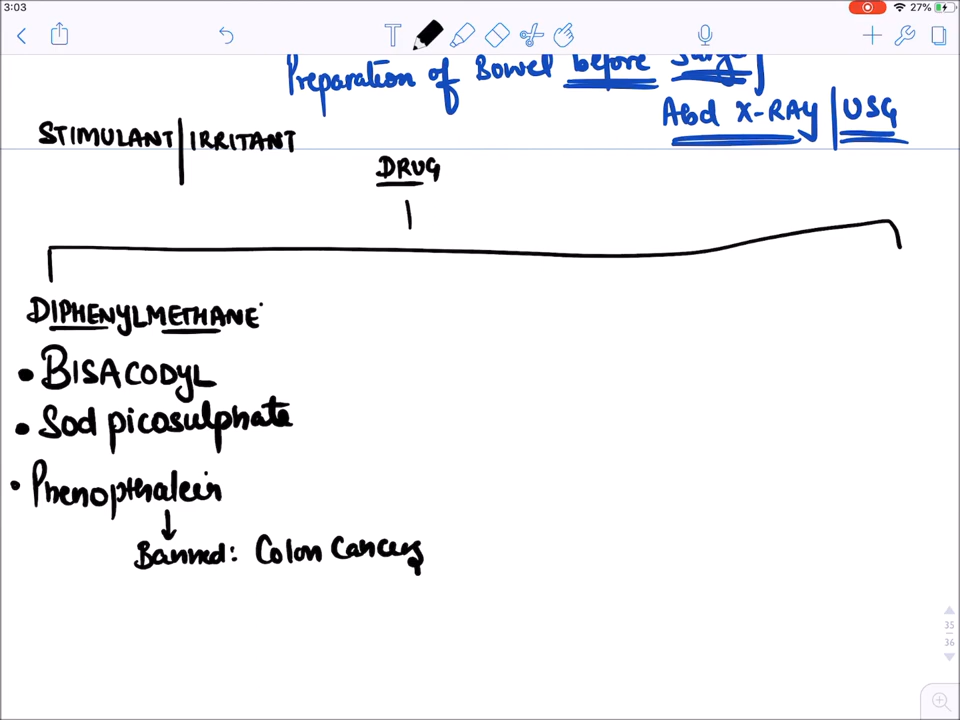 3:03
27%
T
Preparation of Bowel before Surgery
Abd X-RAY | USG
STIMULANT | IRRITANT
DRUG
DIPHENYLMETHANE
• BISACODYL
• Sod picosulphate
• Phenopthalein
↓
Banned: Colon Cancer
35
36